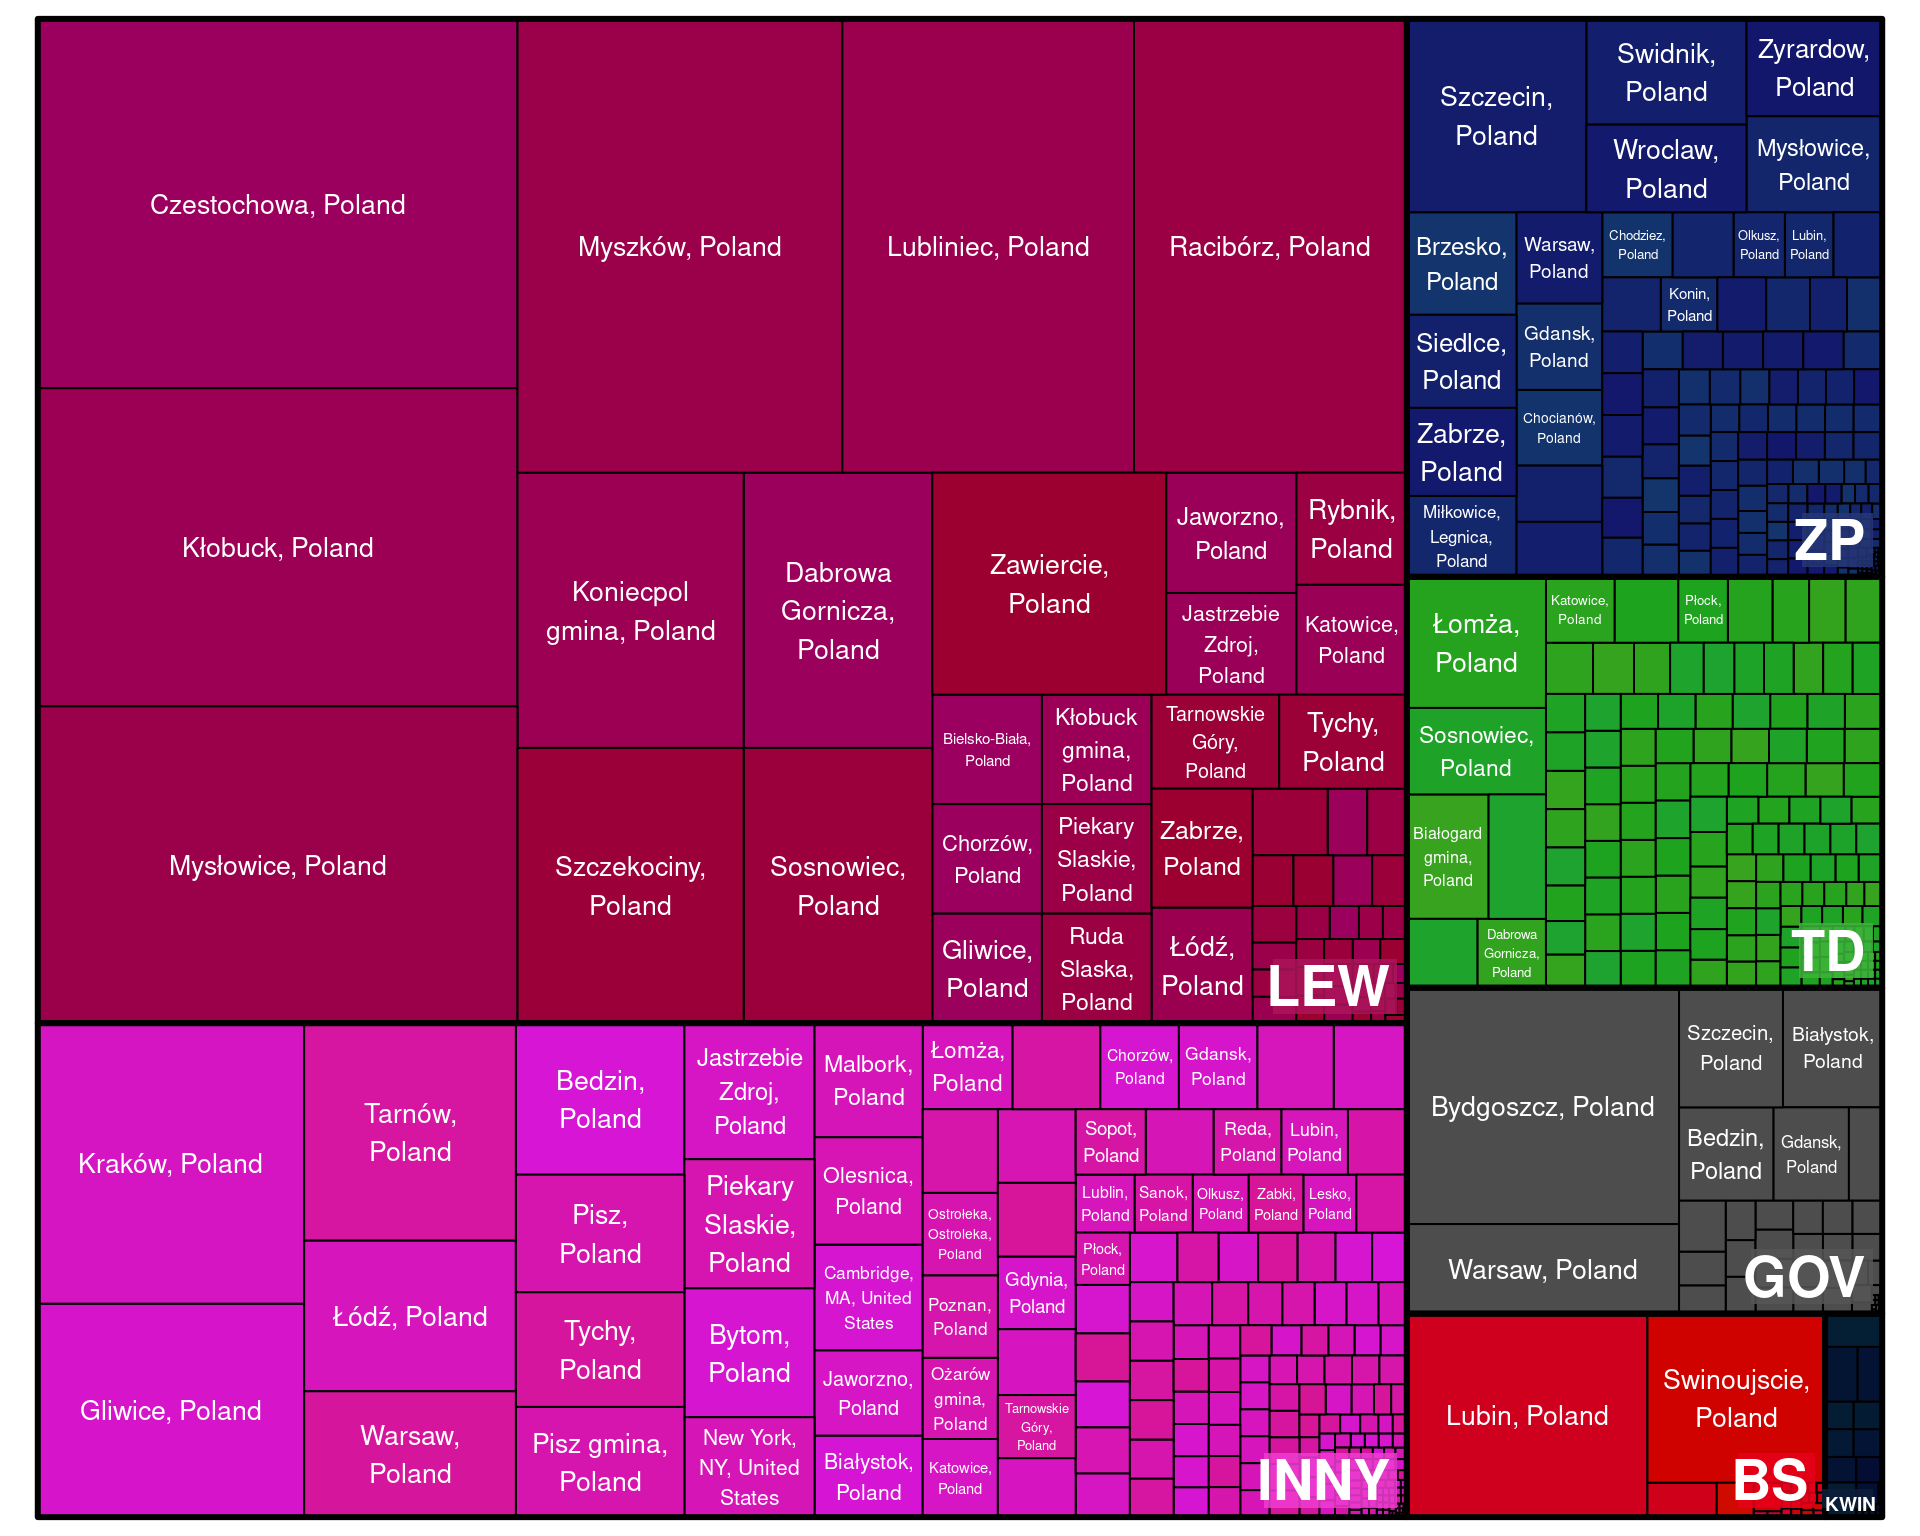 Czestochowa, Poland
Kłobuck, Poland
Mysłowice, Poland
Myszków, Poland
Lubliniec, Poland
Racibórz, Poland
Koniecpol
gmina, Poland
Dabrowa
Gornicza,
Poland
Szczekociny,
Poland
Sosnowiec,
Poland
Zawiercie,
Poland
Jaworzno,
Poland
Rybnik,
Poland
Jastrzebie
Zdroj,
Poland
Katowice,
Poland
Bielsko-Biała,
Poland
Kłobuck
gmina,
Poland
Tarnowskie
Góry,
Poland
Tychy,
Poland
Chorzów,
Poland
Piekary
Slaskie,
Poland
Zabrze,
Poland
Gliwice,
Poland
Ruda
Slaska,
Poland
Łódź,
Poland
LEW
Kraków, Poland
Gliwice, Poland
Tarnów,
Poland
Łódź, Poland
Warsaw,
Poland
Bedzin,
Poland
Pisz,
Poland
Tychy,
Poland
Pisz gmina,
Poland
Jastrzebie
Zdroj,
Poland
Piekary
Slaskie,
Poland
Bytom,
Poland
New York,
NY, United
States
Malbork,
Poland
Olesnica,
Poland
Cambridge,
MA, United
States
Jaworzno,
Poland
Białystok,
Poland
Łomża,
Poland
Chorzów,
Poland
Gdansk,
Poland
Ostrołeka,
Ostroleka,
Poland
Poznan,
Poland
Ożarów
gmina,
Poland
Katowice,
Poland
Gdynia,
Poland
Tarnowskie
Góry,
Poland
Sopot,
Poland
Reda,
Poland
Lubin,
Poland
Lublin,
Poland
Sanok,
Poland
Olkusz,
Poland
Zabki,
Poland
Lesko,
Poland
Płock,
Poland
INNY
Szczecin,
Poland
Swidnik,
Poland
Zyrardow,
Poland
Wroclaw,
Poland
Mysłowice,
Poland
Brzesko,
Poland
Siedlce,
Poland
Zabrze,
Poland
Miłkowice,
Legnica,
Poland
Warsaw,
Poland
Gdansk,
Poland
Chocianów,
Poland
Chodziez,
Poland
Olkusz,
Poland
Lubin,
Poland
Konin,
Poland
ZP
Łomża,
Poland
Sosnowiec,
Poland
Białogard
gmina,
Poland
Dabrowa
Gornicza,
Poland
Katowice,
Poland
Płock,
Poland
TD
Bydgoszcz, Poland
Warsaw, Poland
Szczecin,
Poland
Białystok,
Poland
Bedzin,
Poland
Gdansk,
Poland
GOV
Lubin, Poland
Swinoujscie,
Poland
BS
KWIN